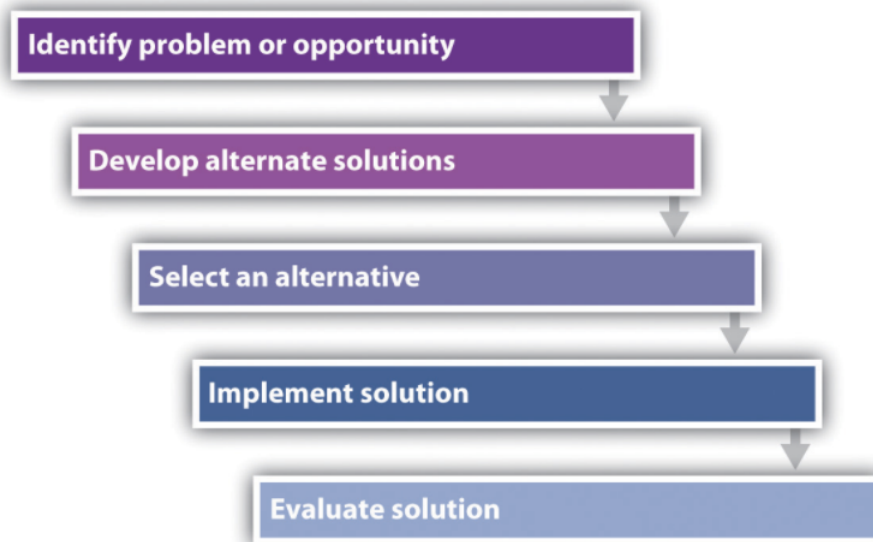 Identify problem or opportunity
Develop alternate solutions
Select an alternative
Implement solution
Evaluate solution